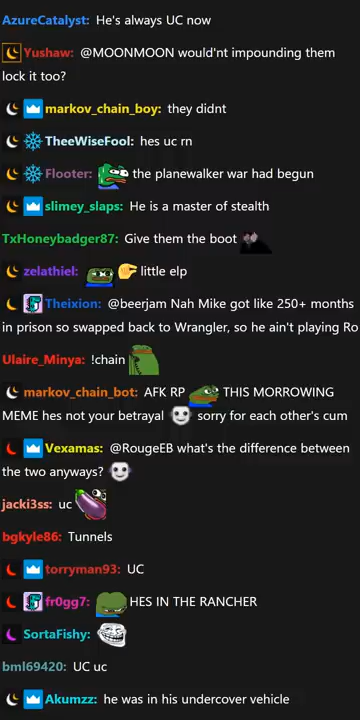 AzureCatalyst: He's always UC now
Yushaw: @MOONMOON would'nt impounding them
lock it too?
markov_chain_boy: they didnt
TheeWiseFool: hes uc rn
Flooter: the planewalker war had begun
slimey_slaps: He is a master of stealth
TxHoneybadger87: Give them the boot
zelathiel: little elp
Theixion: @beerjam Nah Mike got like 250+ months
in prison so swapped back to Wrangler, so he ain't playing Ro
Ulaire_Minya: !chain
markov_chain_bot: AFK RP THIS MORROWING
MEME hes not your betrayal sorry for each other's cum
Vexamas: @RougeEB what's the difference between
the two anyways?
jacki3ss: uc
bgkyle86: Tunnels
torryman93: UC
fr0gg7: HES IN THE RANCHER
SortaFishy:
bml69420: UC uc
Akumzz: he was in his undercover vehicle